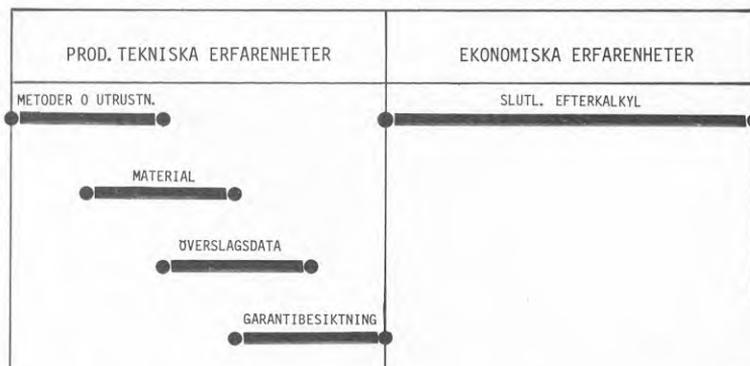 PROD. TEKNISKA ERFARENHETER
EKONOMISKA ERFARENHETER
METODER O UTRUSTN.
SLUTL. EFTERKALKYL
MATERIAL
ÖVERSLAGSDATA
GARANTIBESIKTNING